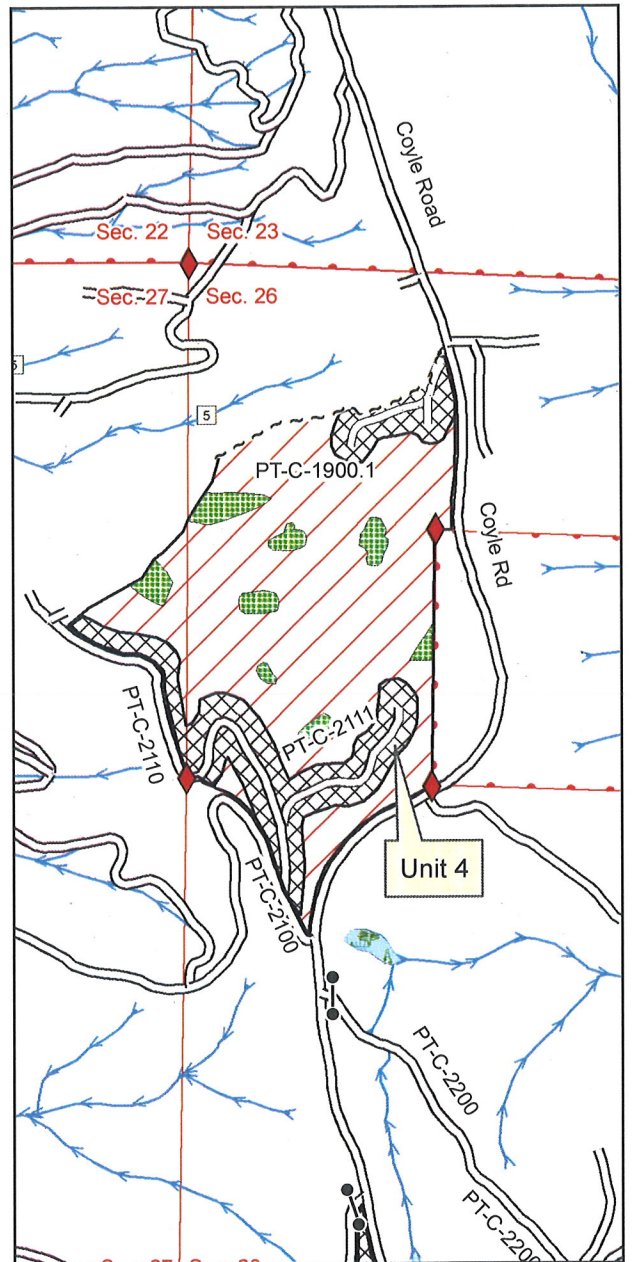 Coyle Road
Sec. 22
Sec. 23
Sec. 27
Sec. 26
5
5
PT-C-1900.1
Coyle Rd
PT-C-2110
PT-C-2111
Unit 4
PT-C-2100
PT-C-2200
PT-C-2200